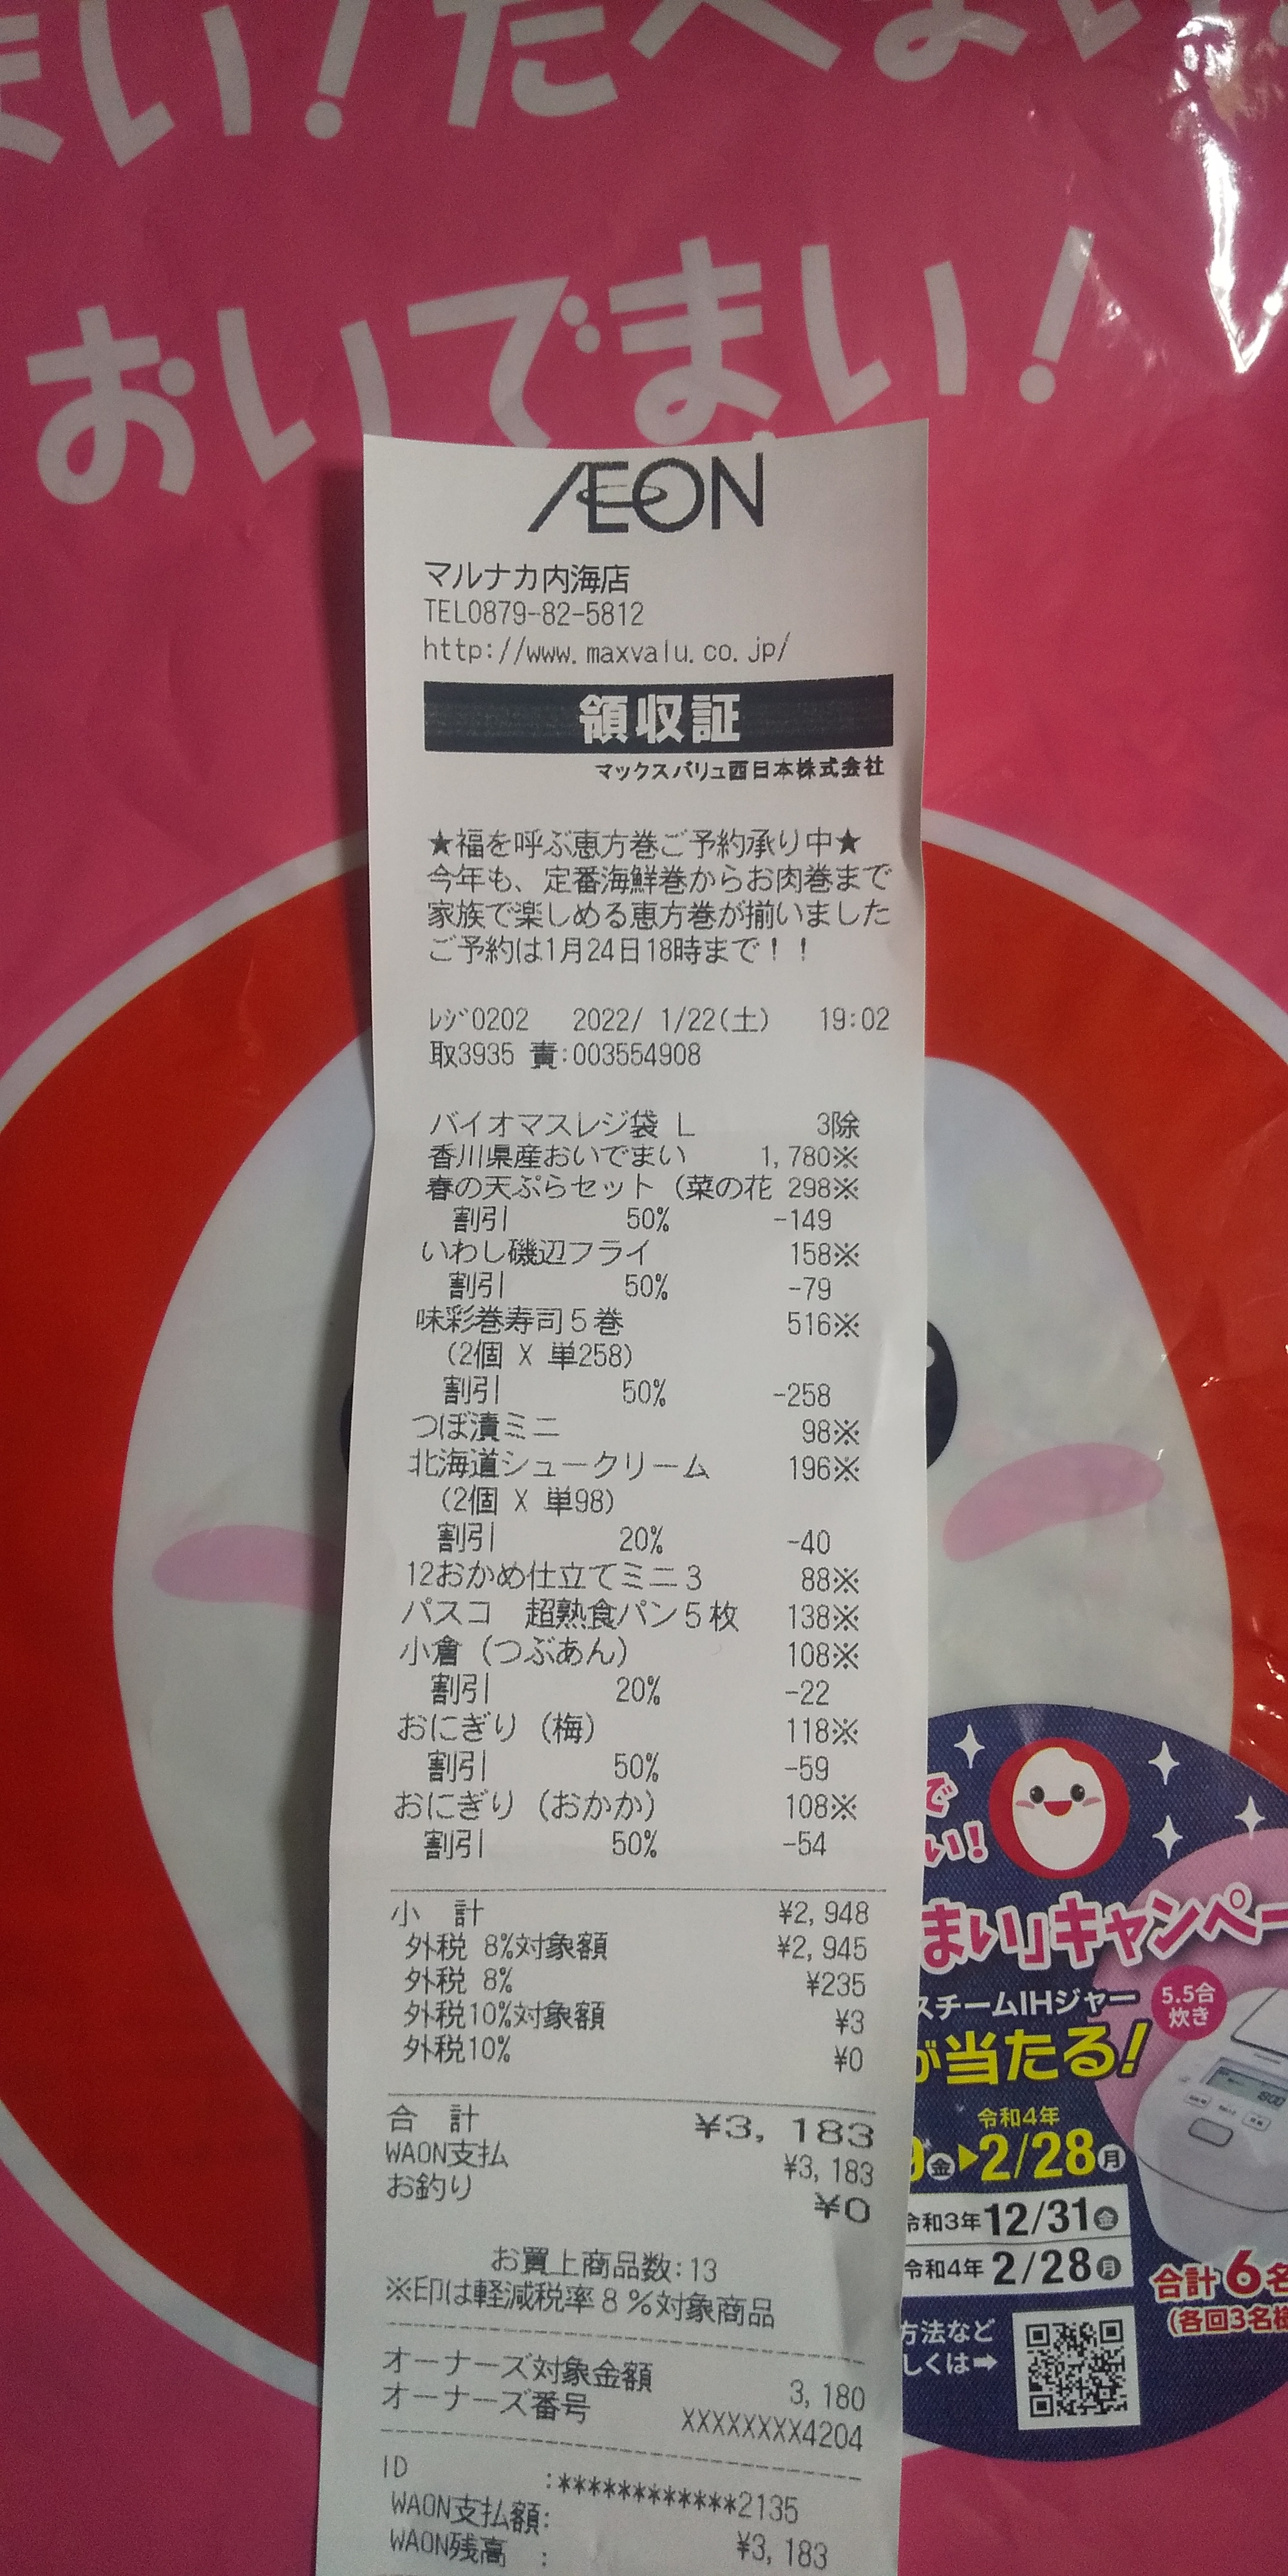 まい!たべまい!
おいでまい!
ÆON
マルナカ内海店
TEL0879-82-5812
http://www.maxvalu.co.jp/
領収証
マックスバリュ西日本株式会社
★福を呼ぶ恵方巻ご予約承り中★
今年も、定番海鮮巻からお肉巻まで
家族で楽しめる恵方巻が揃いました
ご予約は1月24日18時まで!!
レジ0202 2022/ 1/22(土) 19:02
取3935 責:003554908
バイオマスレジ袋 L 3除
香川県産おいでまい 1,780※
春の天ぷらセット(菜の花 298※
割引 50% -149
いわし磯辺フライ 158※
割引 50% -79
味彩巻寿司5巻 516※
(2個 X 単258)
割引 50% -258
つぼ漬ミニ 98※
北海道シュークリーム 196※
(2個 X 単98)
割引 20% -40
12おかめ仕立てミニ3 88※
パスコ 超熟食パン5枚 138※
小倉(つぶあん) 108※
割引 20% -22
おにぎり(梅) 118※
割引 50% -59
おにぎり(おかか) 108※
割引 50% -54
小 計 ¥2,948
外税 8%対象額 ¥2,945
外税 8% ¥235
外税10%対象額 ¥3
外税10% ¥0
合 計 ¥3,183
WAON支払 ¥3,183
お釣り ¥0
お買上商品数:13
※印は軽減税率8%対象商品
オーナーズ対象金額 3,180
オーナーズ番号 XXXXXXXX4204
ID :************2135
WAON支払額: ¥3,183
WAON残高 :
で
い!
まい」キャンペー
スチームIHジャー
5.5合
炊き
が当たる!
令和4年
9金▶2/28月
令和3年12/31金
令和4年 2/28月
合計6名
(各回3名様
方法など
しくは➡